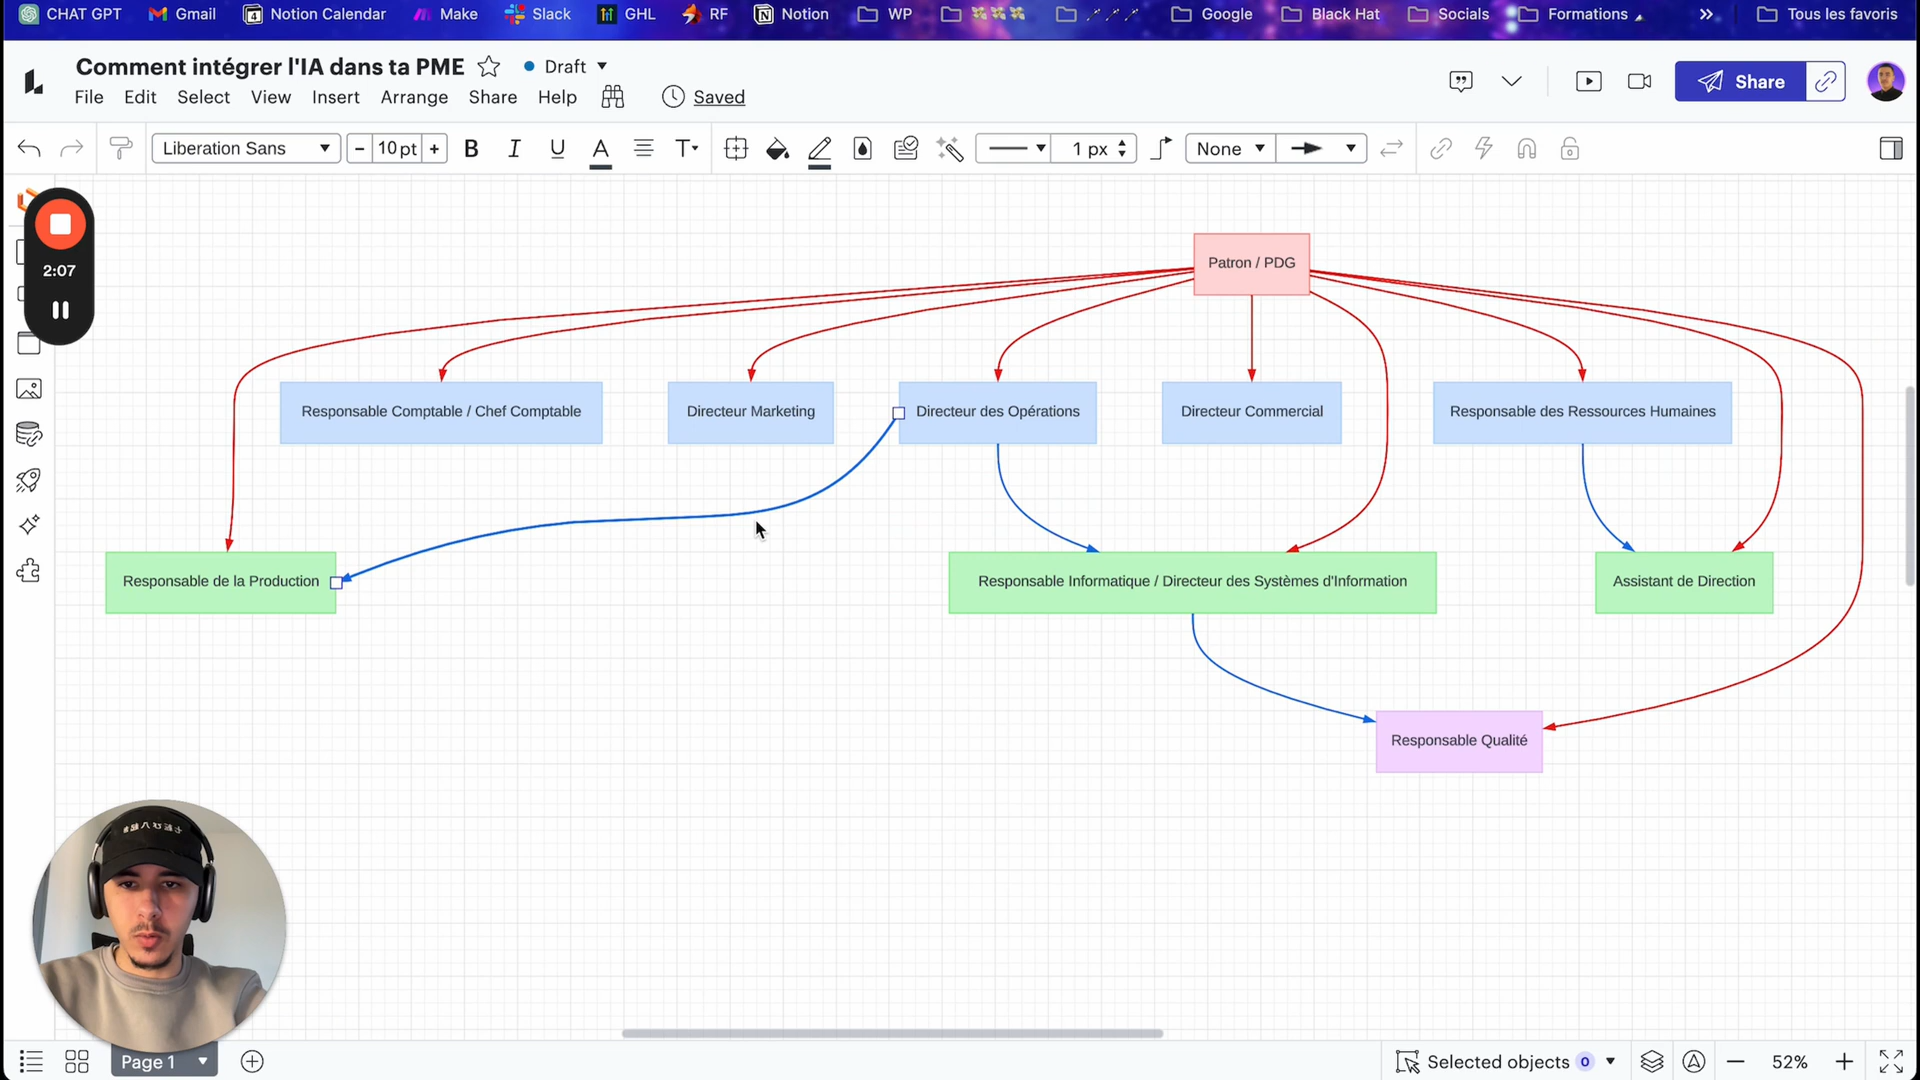 CHAT GPT Gmail Notion Calendar Make Slack GHL RF Notion WP Google Black Hat Socials Formations Tous les favoris
Comment intégrer l'IA dans ta PME Draft
File Edit Select View Insert Arrange Share Help Saved
Share
Liberation Sans 10 pt B I U A T 1 px None
2:07
Patron / PDG
Responsable Comptable / Chef Comptable
Directeur Marketing
Directeur des Opérations
Directeur Commercial
Responsable des Ressources Humaines
Responsable de la Production
Responsable Informatique / Directeur des Systèmes d'Information
Assistant de Direction
Responsable Qualité
Page 1
Selected objects 0
52%